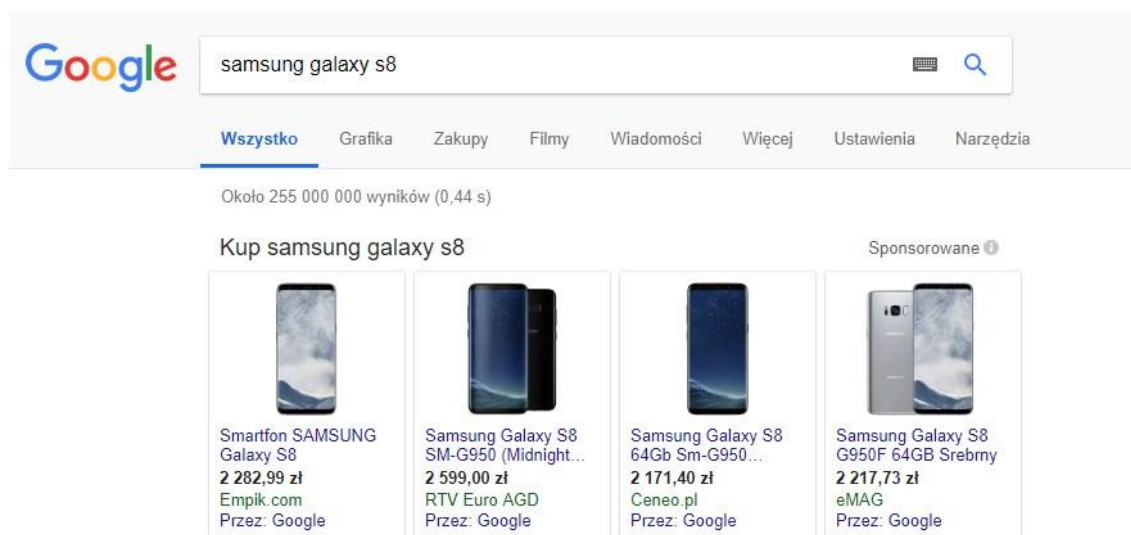 Google
samsung galaxy s8
Wszystko Grafika Zakupy Filmy Wiadomości Więcej Ustawienia Narzędzia
Około 255 000 000 wyników (0,44 s)
Kup samsung galaxy s8
Sponsorowane
Smartfon SAMSUNG
Galaxy S8
2 282,99 zł
Empik.com
Przez: Google
Samsung Galaxy S8
SM-G950 (Midnight...
2 599,00 zł
RTV Euro AGD
Przez: Google
Samsung Galaxy S8
64Gb Sm-G950...
2 171,40 zł
Ceneo.pl
Przez: Google
Samsung Galaxy S8
G950F 64GB Srebrny
2 217,73 zł
eMAG
Przez: Google